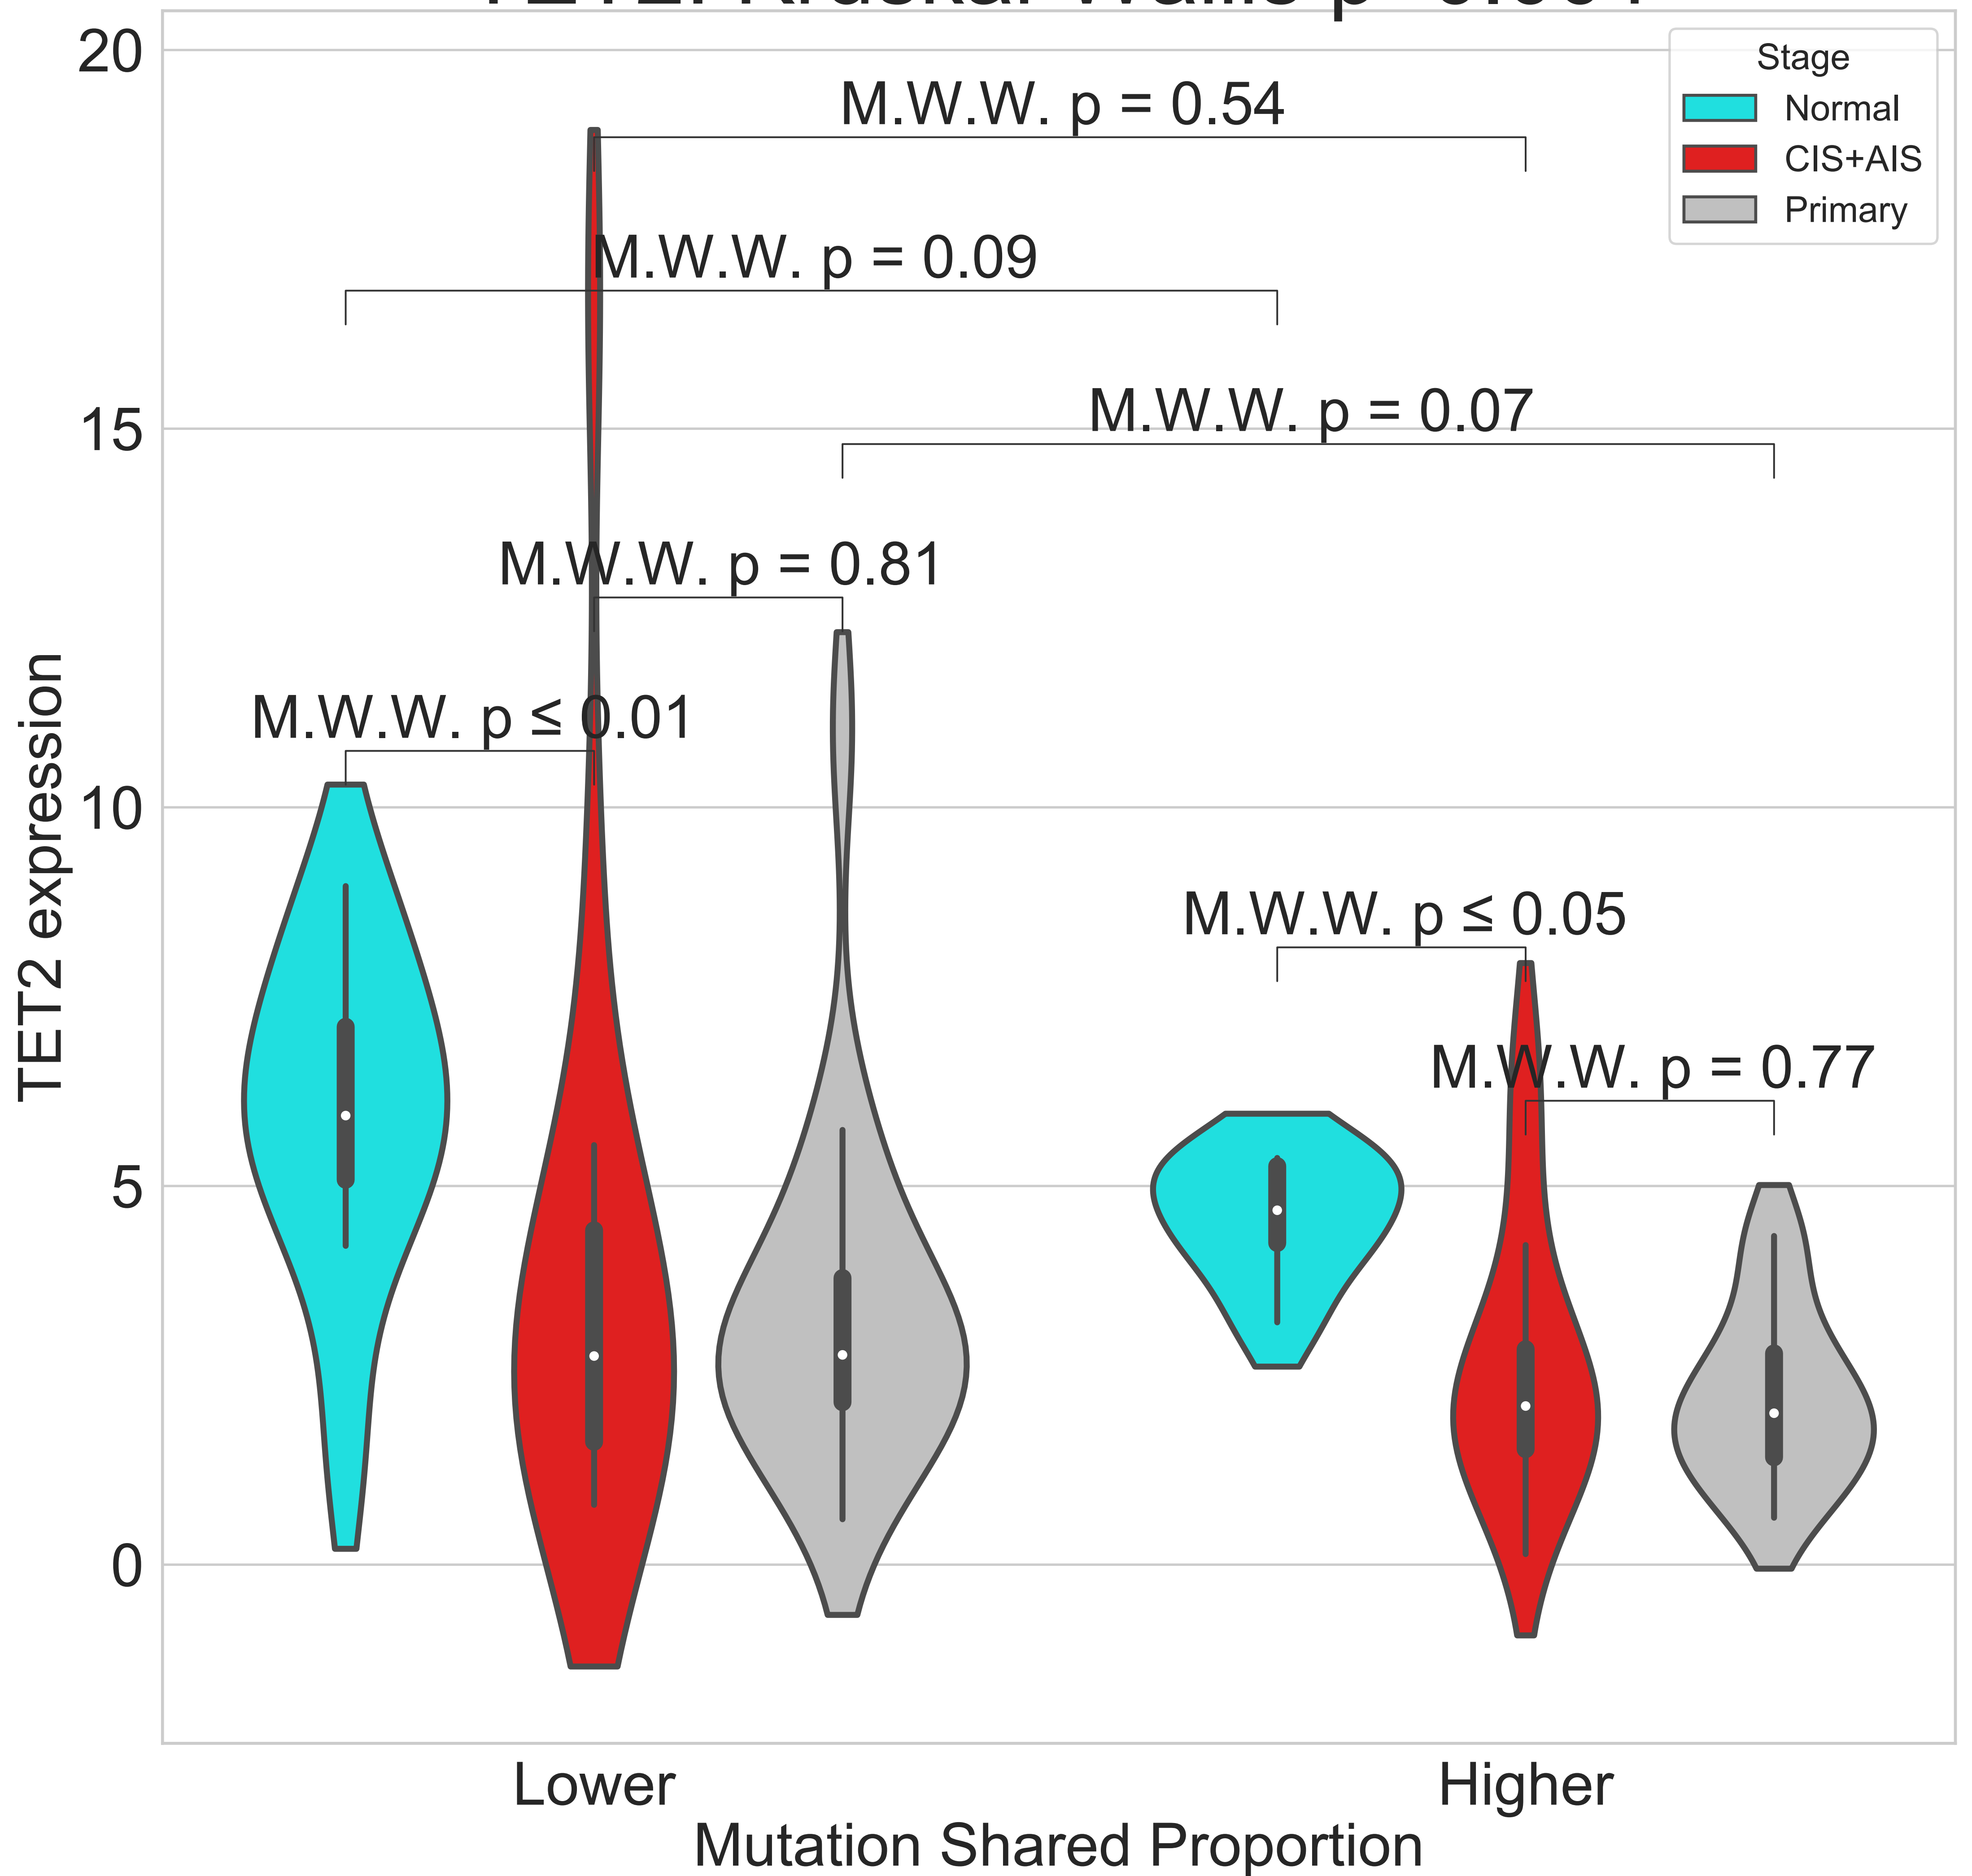 20
15
10
5
0
TET2 expression
Stage
Normal
CIS+AIS
Primary
M.W.W. p = 0.54
M.W.W. p = 0.09
M.W.W. p = 0.07
M.W.W. p = 0.81
M.W.W. p ≤ 0.01
M.W.W. p ≤ 0.05
M.W.W. p = 0.77
Lower
Higher
Mutation Shared Proportion